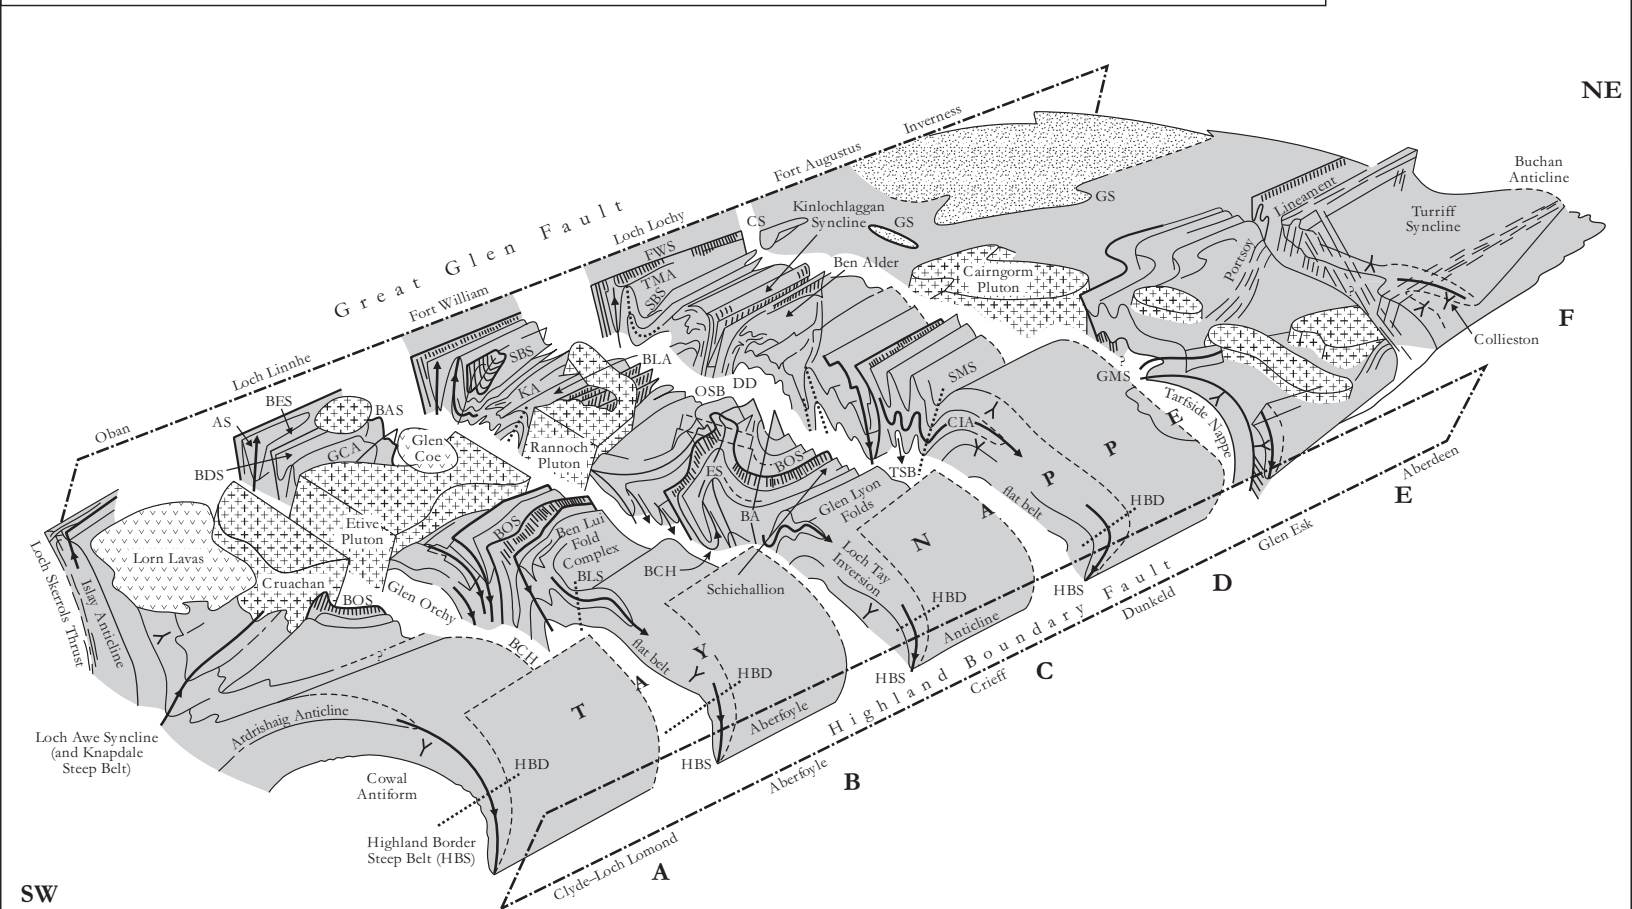 NE
Great Glen Fault
Oban
Loch Linnhe
Fort William
Loch Lochy
Fort Augustus
Inverness
Buchan
Anticline
Turriff
Syncline
Lineament
Portsoy
GS
Kinlochlaggan
Syncline
GS
CS
Ben Alder
Cairngorm
Pluton
FWS
TMA
SBS
F
Collieston
?
?
GMS
Tarfside Nappe
SBS
KA
BLA
OSB
DD
SMS
CIA
TSB
BES
AS
BAS
GCA
BDS
Glen
Coe
Rannoch
Pluton
ES
BOS
BA
Glen Lyon
Folds
Loch Tay
Inversion
flat belt
HBD
HBS
Etive
Pluton
Lorn Lavas
Cruachan
BOS
BOS
Ben Lui
Fold
Complex
BLS
BCH
Schiehallion
Glen Orchy
BCH
flat belt
HBD
HBS
HBD
HBS
Loch Skerrols Thrust
Islay Anticline
?
Loch Awe Syncline
(and Knapdale
Steep Belt)
Ardrishaig Anticline
Cowal
Antiform
HBD
Highland Border
Steep Belt (HBS)
T
A
Y
N
A
P
P
E
Aberfoyle
Anticline
Highland Boundary Fault
Clyde–Loch Lomond
Aberfoyle
Crieff
Dunkeld
Glen Esk
Aberdeen
A
B
C
D
E
SW